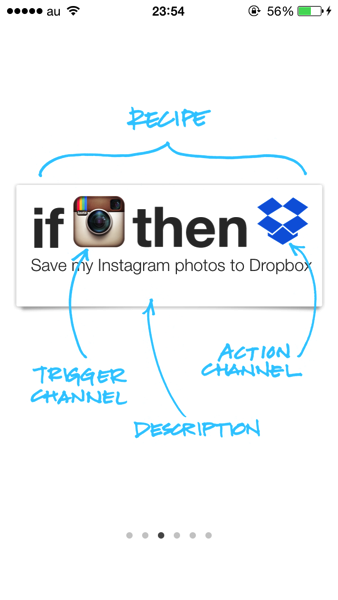 au 23:54 56%
RECIPE
if then
Save my Instagram photos to Dropbox
TRIGGER
CHANNEL
ACTION
CHANNEL
DESCRIPTION